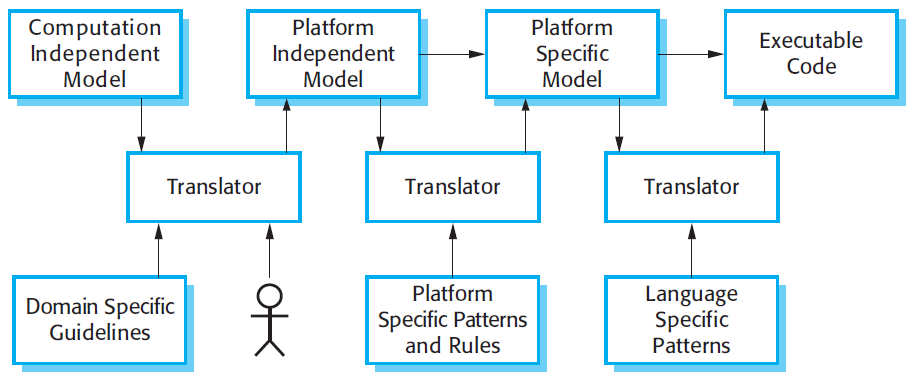 Computation
Independent
Model
Platform
Independent
Model
Platform
Specific
Model
Executable
Code
Translator
Translator
Translator
Domain Specific
Guidelines
Platform
Specific Patterns
and Rules
Language
Specific
Patterns